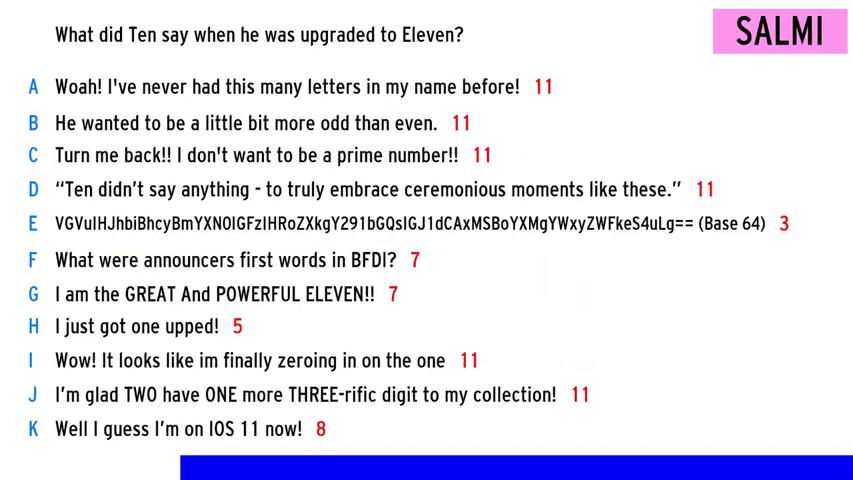 What did Ten say when he was upgraded to Eleven?
SALMI
A Woah! I've never had this many letters in my name before! 11
B He wanted to be a little bit more odd than even. 11
C Turn me back!! I don't want to be a prime number!! 11
D “Ten didn’t say anything - to truly embrace ceremonious moments like these.” 11
E VGVuIHJhbiBhcyBmYXN0IGFzIHRoZXkgY291bGQsIGJ1dCAxMSBoYXMgYWxyZWFkeS4uLg== (Base 64) 3
F What were announcers first words in BFDI? 7
G I am the GREAT And POWERFUL ELEVEN!! 7
H I just got one upped! 5
I Wow! It looks like im finally zeroing in on the one 11
J I’m glad TWO have ONE more THREE-rific digit to my collection! 11
K Well I guess I’m on IOS 11 now! 8